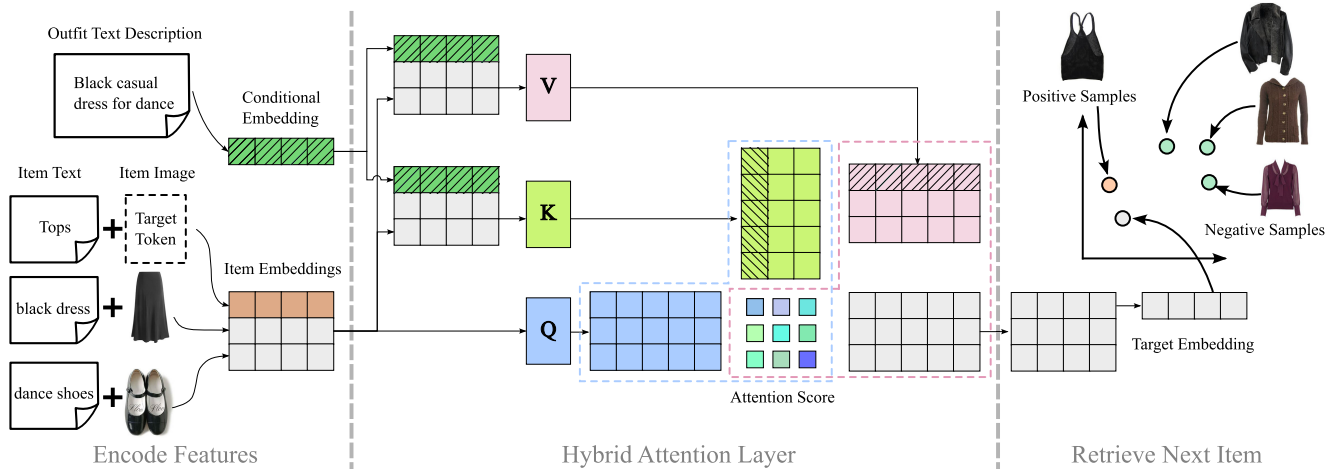 Outfit Text Description
Black casual
dress for dance
Conditional
Embedding
Item Text
Item Image
Tops
Target
Token
Item Embeddings
black dress
dance shoes
Encode Features
V
K
Q
Attention Score
Hybrid Attention Layer
Positive Samples
Negative Samples
Target Embedding
Retrieve Next Item